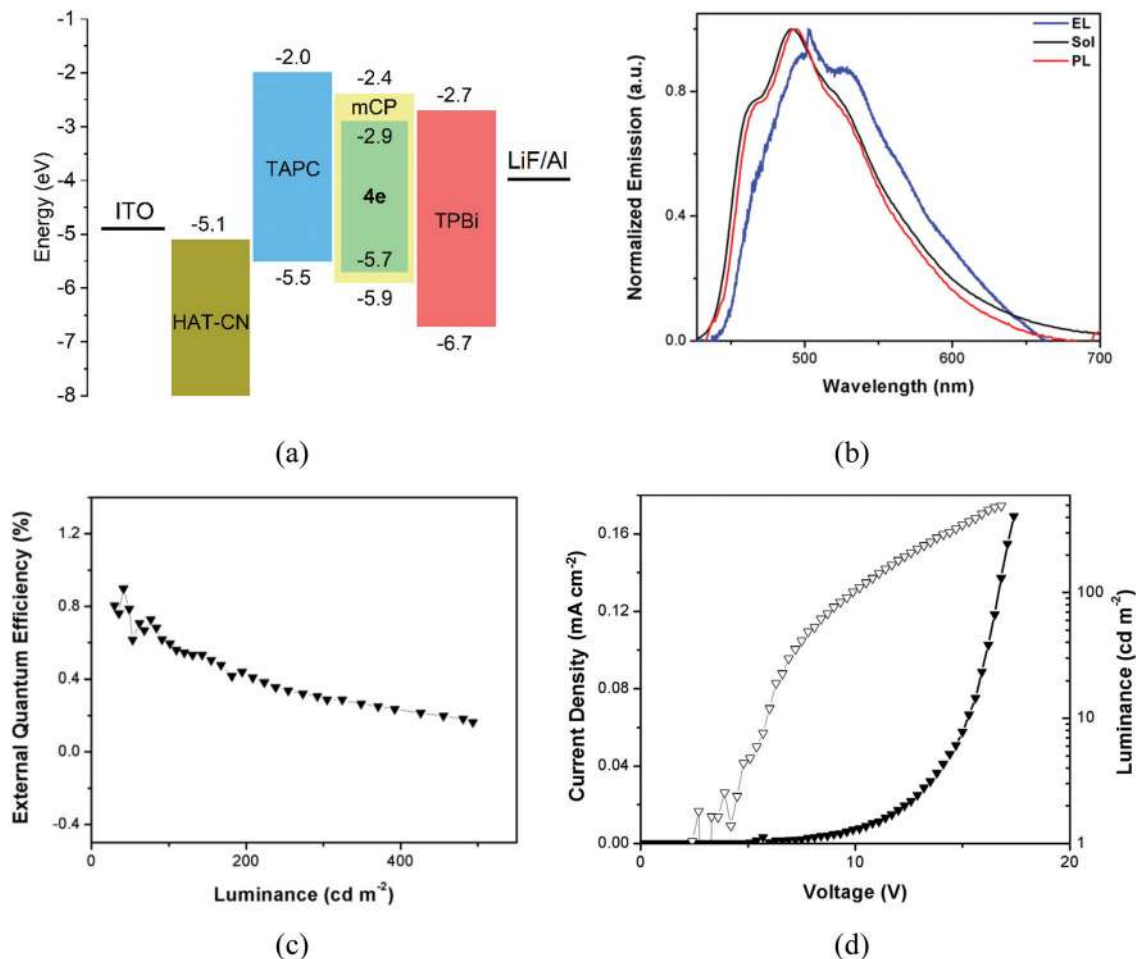 -1
-2
-3
-4
-5
-6
-7
-8
Energy (eV)
ITO
-5.1
HAT-CN
-2.0
TAPC
-5.5
-2.4
mCP
-2.9
4e
-5.7
-5.9
-2.7
TPBi
-6.7
LiF/Al
(a)
EL
Sol
PL
0.8
0.4
0.0
Normalized Emission (a.u.)
500
600
700
Wavelength (nm)
(b)
1.2
0.8
0.4
0.0
-0.4
External Quantum Efficiency (%)
0
200
400
Luminance (cd m⁻²)
(c)
0.16
0.12
0.08
0.04
0.00
Current Density (mA cm⁻²)
100
10
1
Luminance (cd m⁻²)
0
10
20
Voltage (V)
(d)